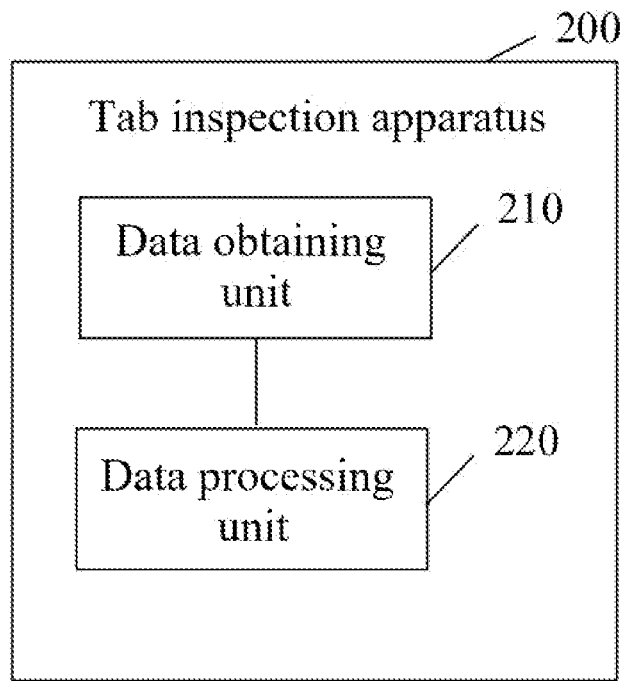 200
Tab inspection apparatus
210
Data obtaining
unit
220
Data processing
unit